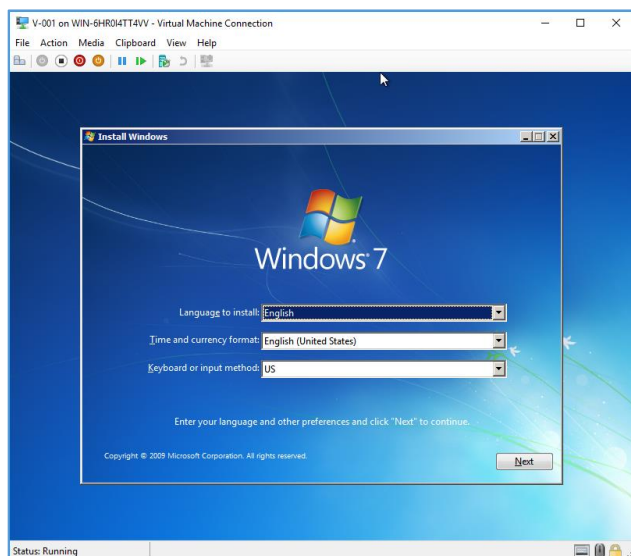 V-001 on WIN-6HR0I4TT4VV - Virtual Machine Connection
File Action Media Clipboard View Help
Install Windows
Windows 7
Language to install: English
Time and currency format: English (United States)
Keyboard or input method: US
Enter your language and other preferences and click "Next" to continue.
Copyright © 2009 Microsoft Corporation. All rights reserved.
Next
Status: Running